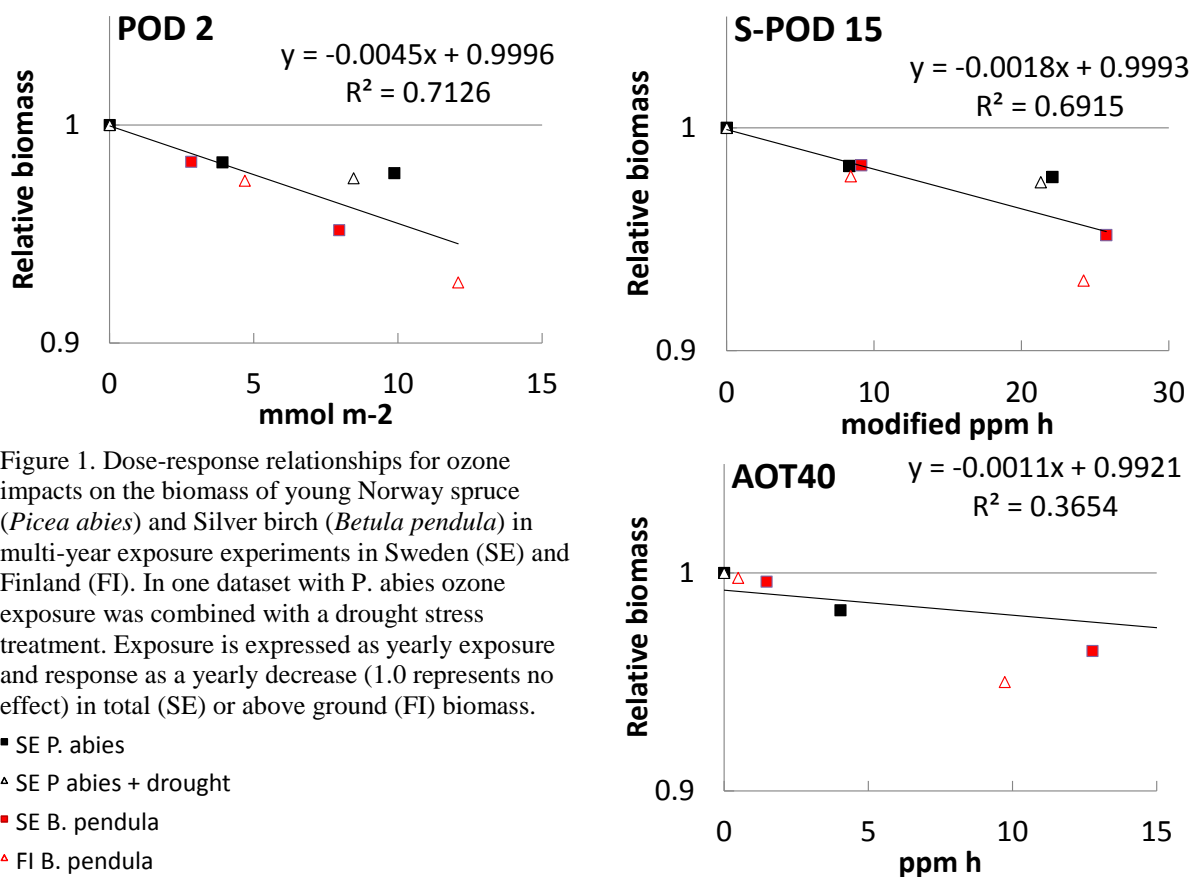 POD 2
y = -0.0045x + 0.9996
R² = 0.7126
Relative biomass
1
0.9
0 5 10 15
mmol m-2
S-POD 15
y = -0.0018x + 0.9993
R² = 0.6915
Relative biomass
1
0.9
0 10 20 30
modified ppm h
Figure 1. Dose-response relationships for ozone
impacts on the biomass of young Norway spruce
(Picea abies) and Silver birch (Betula pendula) in
multi-year exposure experiments in Sweden (SE) and
Finland (FI). In one dataset with P. abies ozone
exposure was combined with a drought stress
treatment. Exposure is expressed as yearly exposure
and response as a yearly decrease (1.0 represents no
effect) in total (SE) or above ground (FI) biomass.
SE P. abies
SE P abies + drought
SE B. pendula
FI B. pendula
AOT40
y = -0.0011x + 0.9921
R² = 0.3654
Relative biomass
1
0.9
0 5 10 15
ppm h